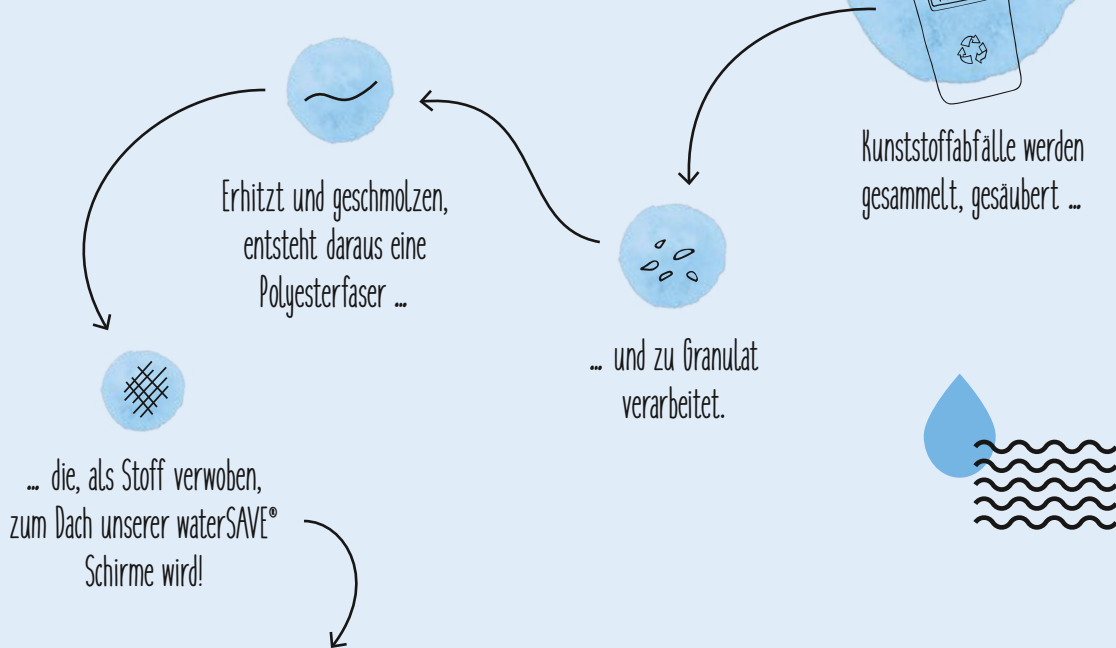 Kunststoffabfälle werden
gesammelt, gesäubert ...
... und zu Granulat
verarbeitet.
Erhitzt und geschmolzen,
entsteht daraus eine
Polyesterfaser ...
... die, als Stoff verwoben,
zum Dach unserer waterSAVE®
Schirme wird!